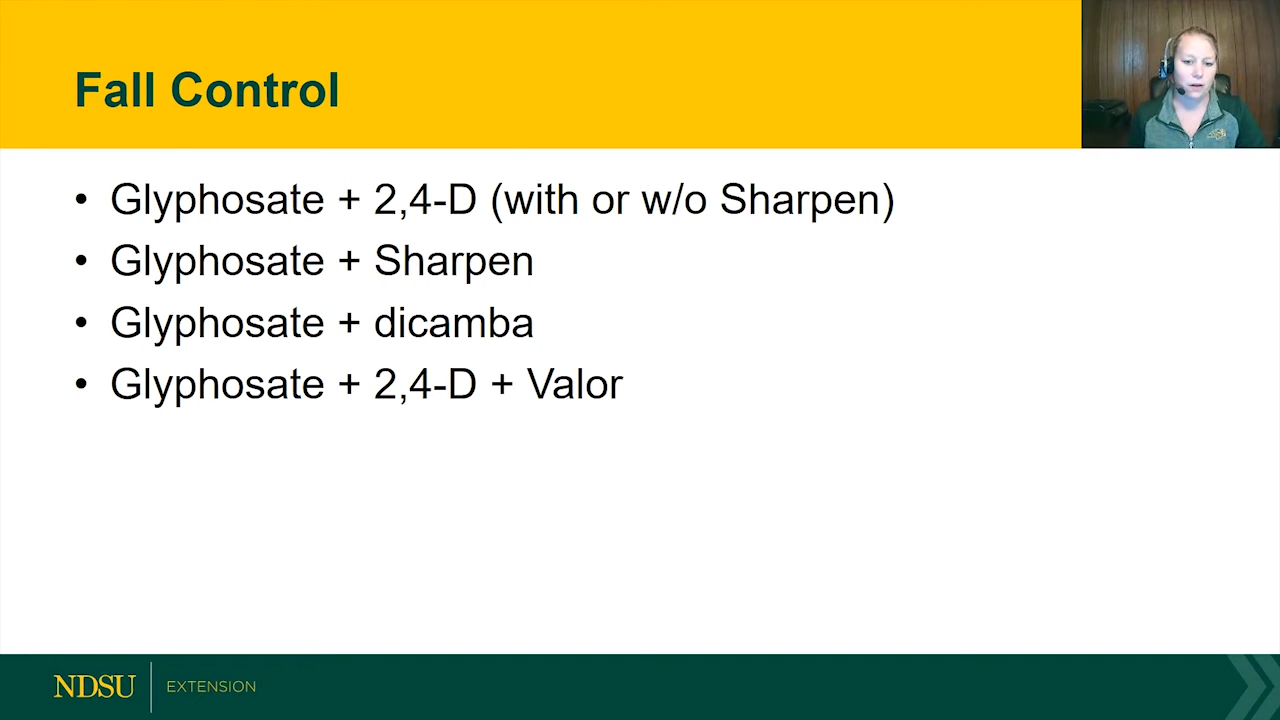 Fall Control
• Glyphosate + 2,4-D (with or w/o Sharpen)
• Glyphosate + Sharpen
• Glyphosate + dicamba
• Glyphosate + 2,4-D + Valor
NDSU EXTENSION